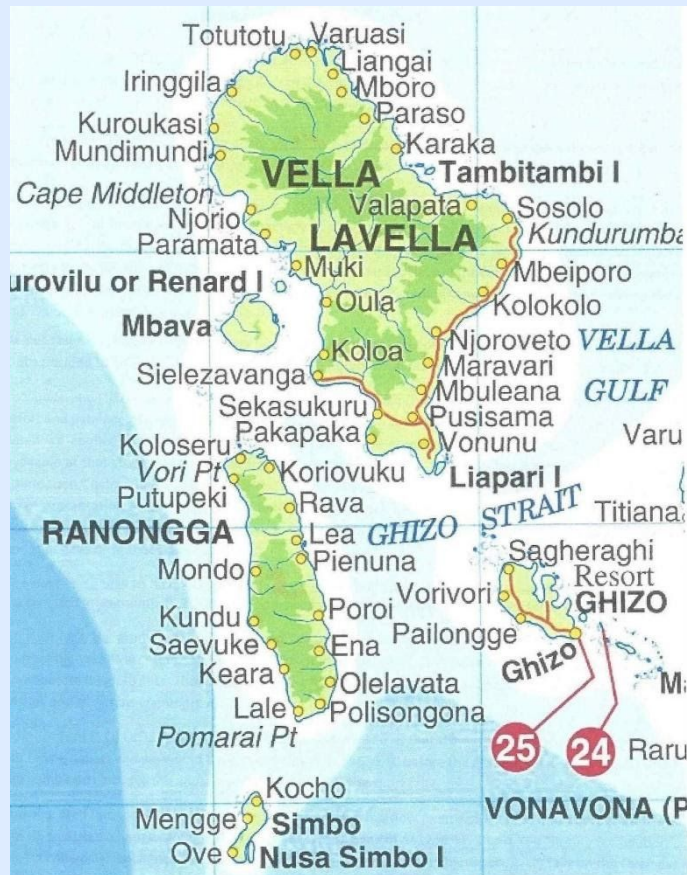 Totutotu Varuasi
Liangai
Iringgila Mboro
Paraso
Kuroukasi
Karaka
Mundimundi
VELLA Tambitambi I
Cape Middleton
Valapata Sosolo
Njorio
LAVELLA Kundurumba
Paramata
Muki Mbeiporo
urovilu or Renard I
Oula Kolokolo
Mbava
Njoroveto VELLA
Koloa
Maravari
Sielezavanga
Mbuleana GULF
Sekasukuru Pusisama
Pakapaka Vonunu Varu
Koloseru
Vori Pt Koriovuku Liapari I
Putupeki Rava
STRAIT Titiana
RANONGGA Lea GHIZO
Pienuna Sagheraghi
Mondo Resort
Vorivori GHIZO
Kundu Poroi
Pailongge
Saevuke Ena
Ghizo
Keara Olelavata M
Lale Polisongona
Pomarai Pt
25 24 Raru
Kocho
Mengge Simbo VONAVONA (P
Ove Nusa Simbo I